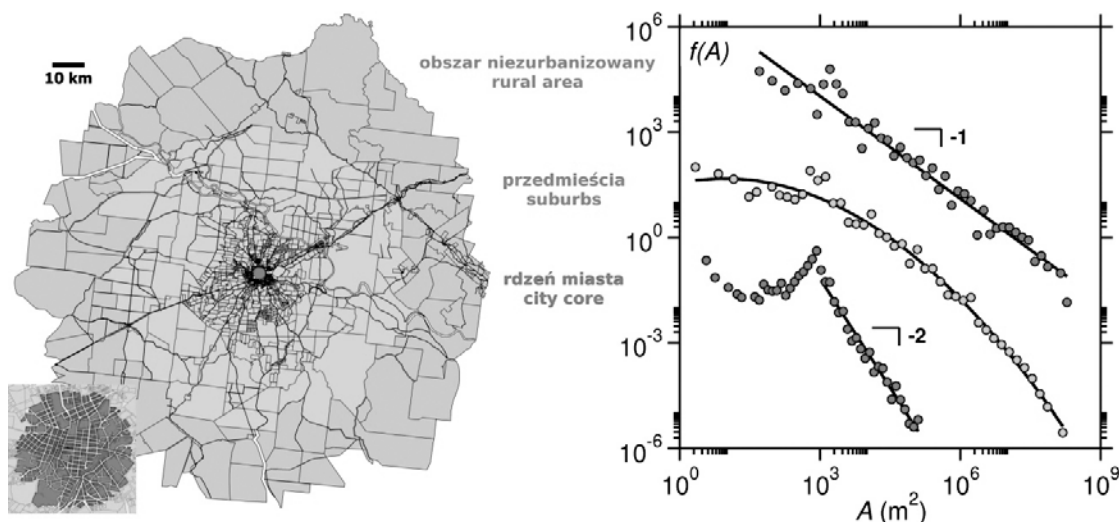 10 km
obszar niezurbanizowany
rural area
przedmieścia
suburbs
rdzeń miasta
city core
f(A)
10^6
10^3
10^0
10^-3
10^-6
-1
-2
10^0 10^3 10^6 10^9
A (m^2)